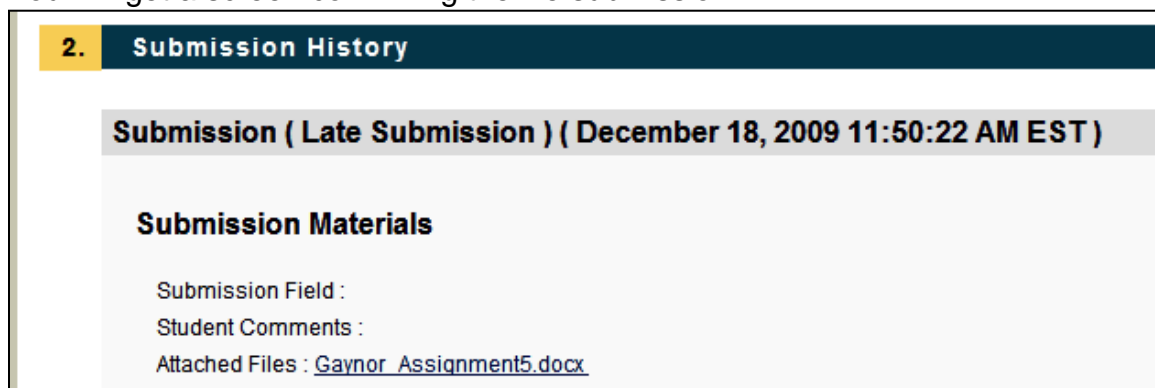 2. Submission History
Submission ( Late Submission ) ( December 18, 2009 11:50:22 AM EST )
Submission Materials
Submission Field :
Student Comments :
Attached Files : Gaynor_Assignment5.docx